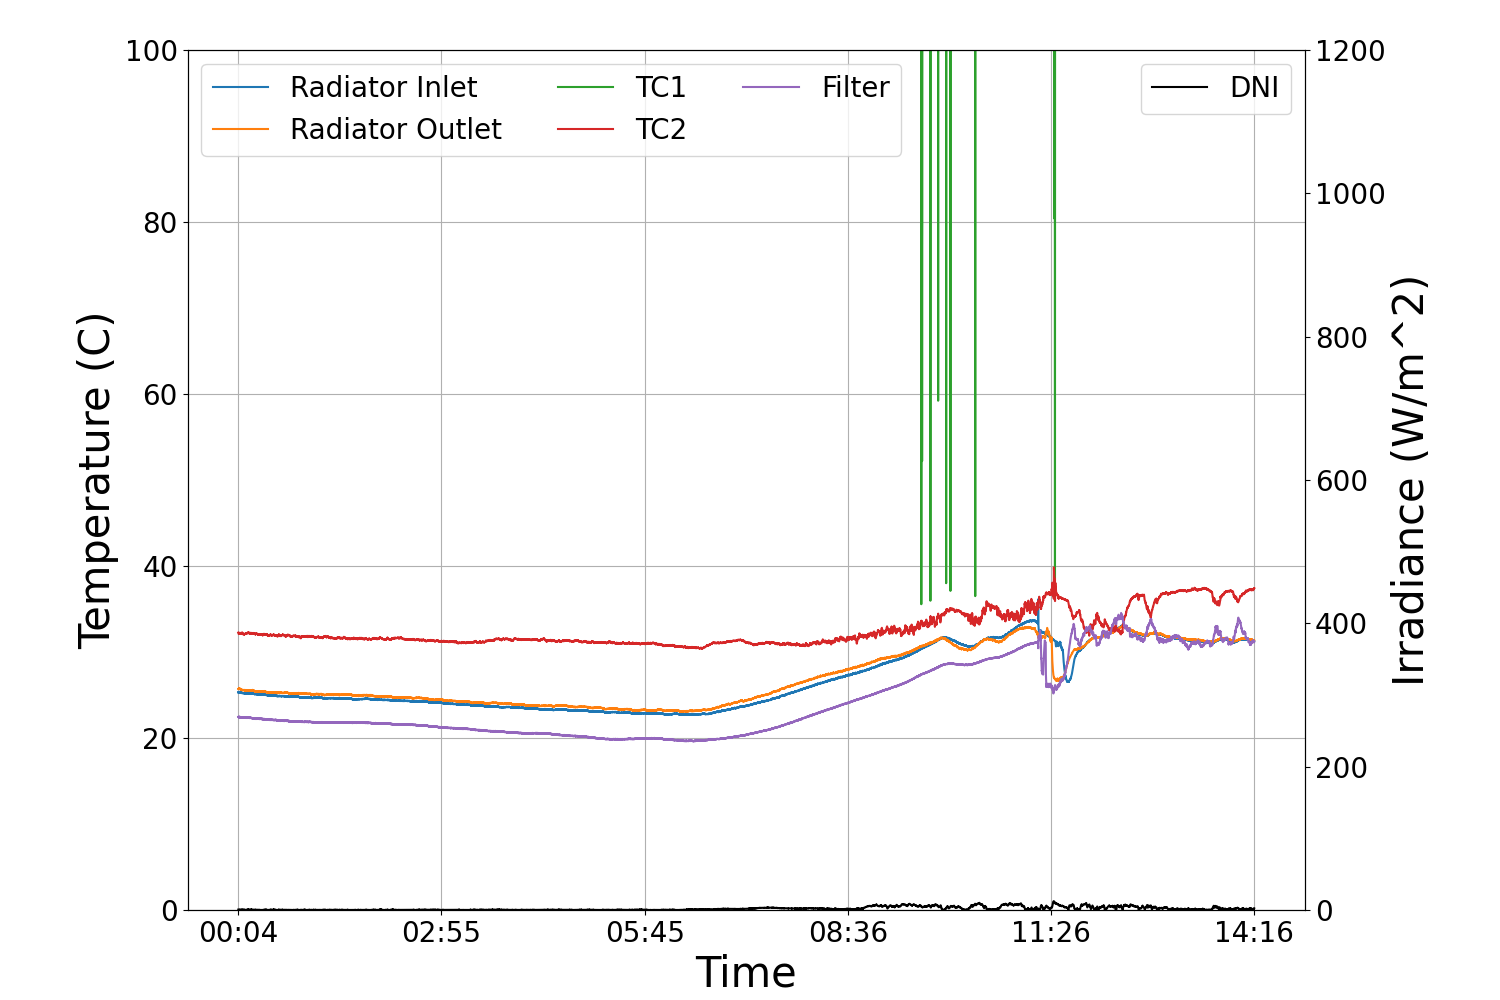 Radiator Inlet
Radiator Outlet
TC1
TC2
Filter
DNI
Temperature (C)
100
80
60
40
20
0
Irradiance (W/m^2)
1200
1000
800
600
400
200
0
00:04 02:55 05:45 08:36 11:26 14:16
Time